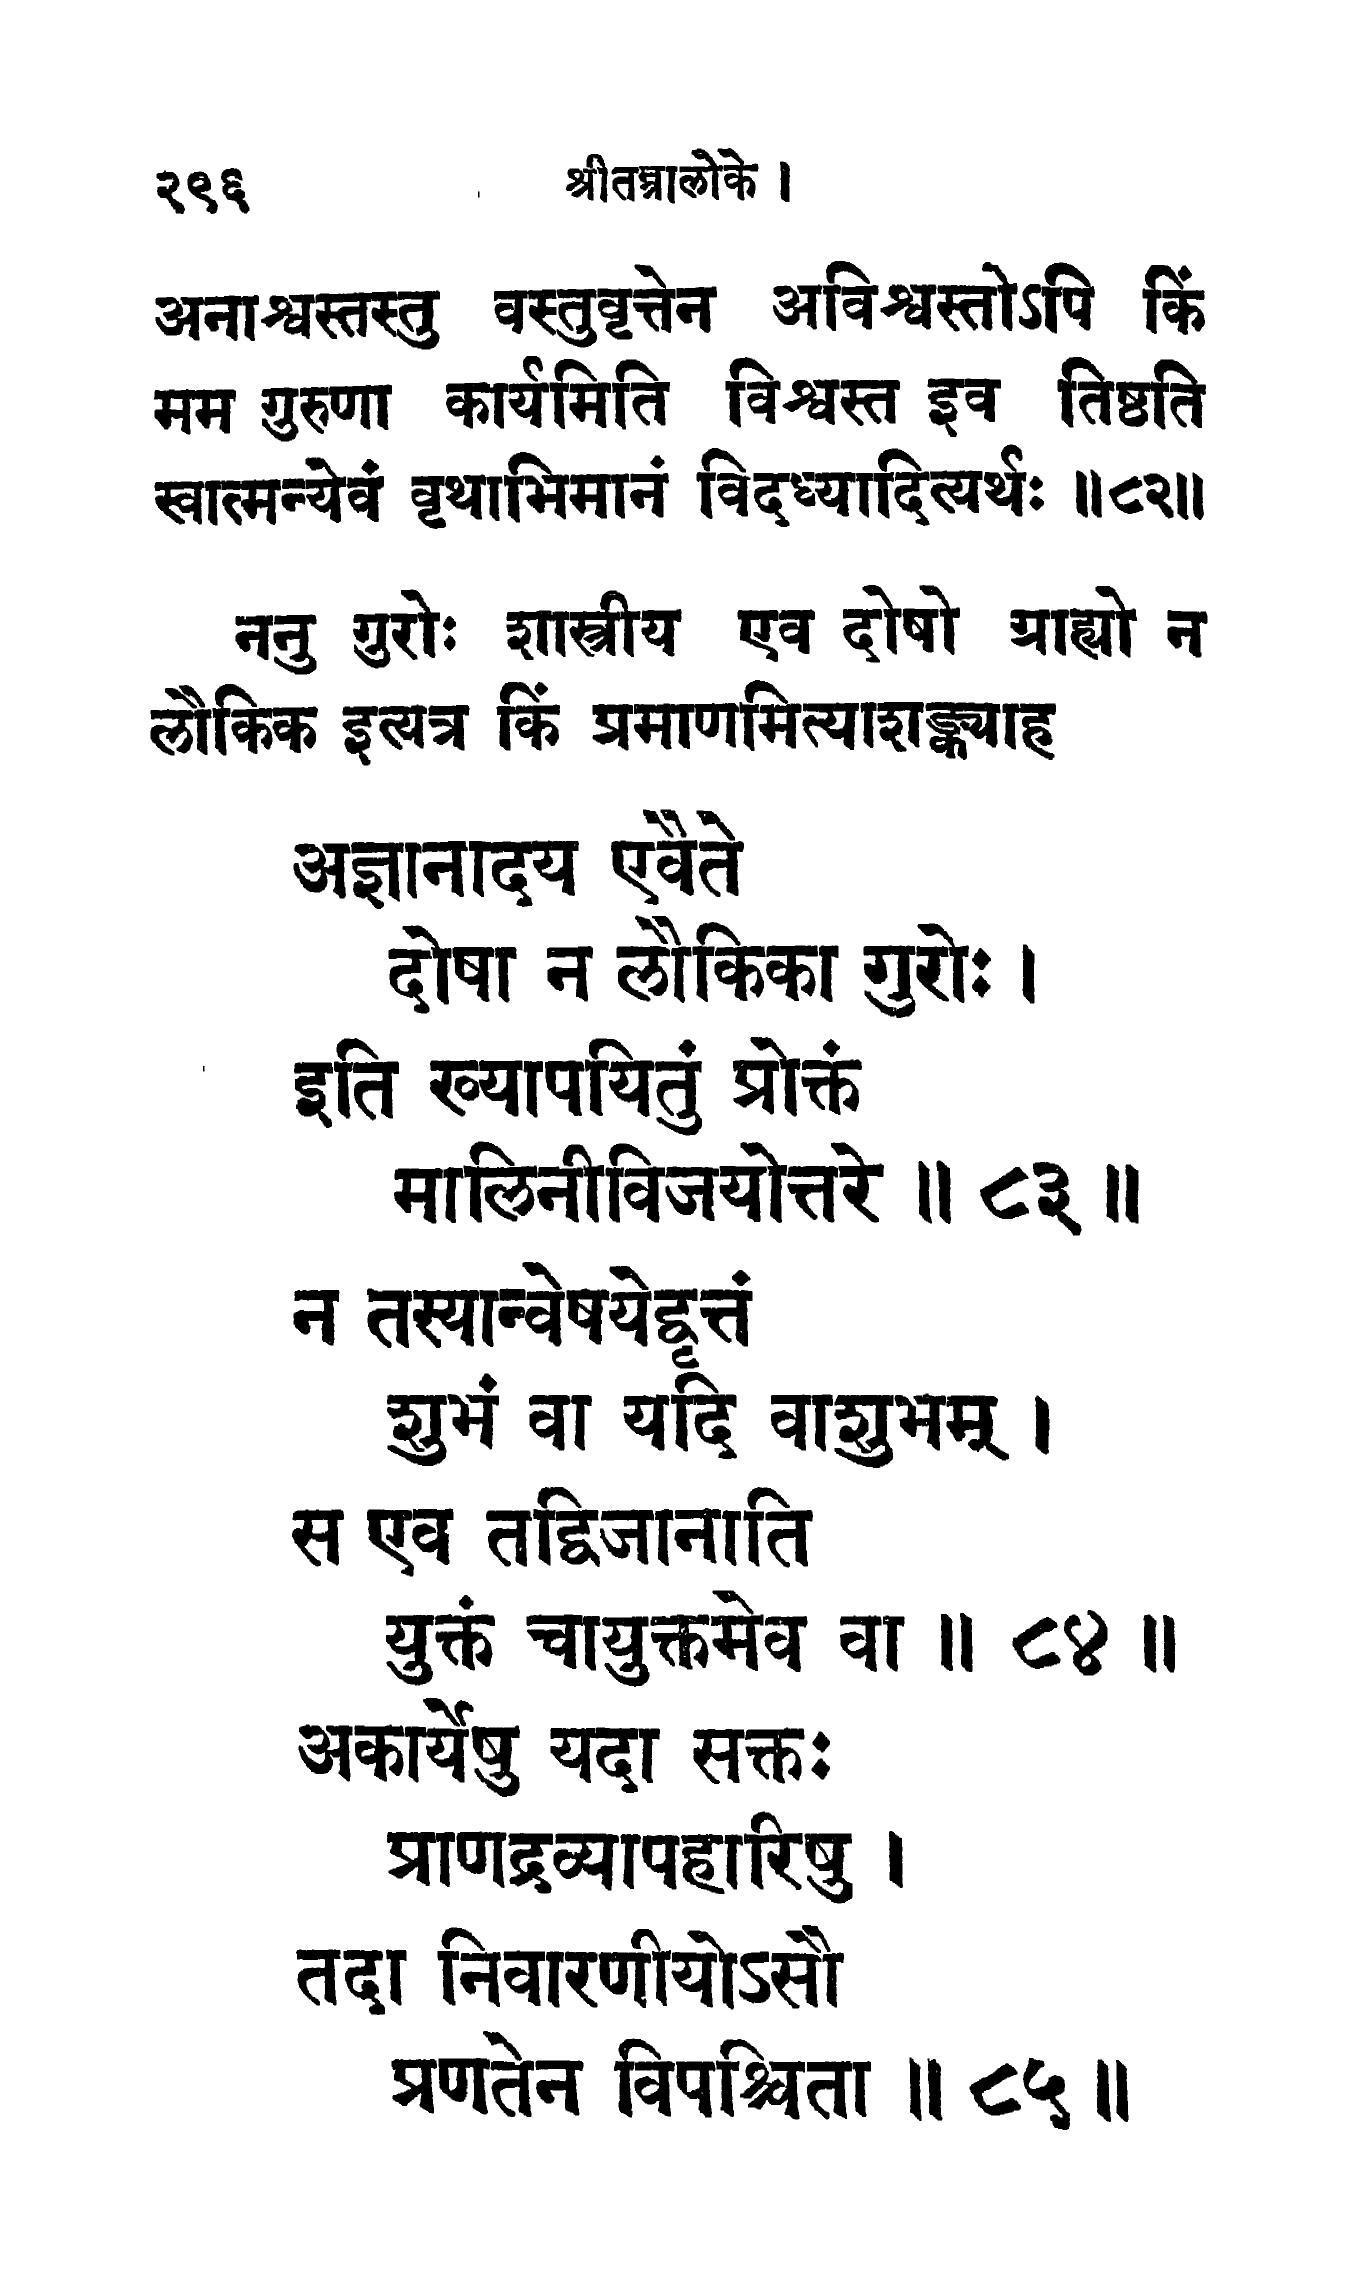 २९६ श्रीतन्त्रालोके ।
अनाश्वस्तस्तु वस्तुवृत्तेन अविश्वस्तोऽपि किं
मम गुरुणा कार्यमिति विश्वस्त इव तिष्ठति
स्वात्मन्येवं वृथाभिमानं विदध्यादित्यर्थः ॥८२॥
ननु गुरोः शास्त्रीय एव दोषो ग्राह्यो न
लौकिक इत्यत्र किं प्रमाणमित्याशङ्क्याह
अज्ञानादय एवैते
दोषा न लौकिका गुरोः ।
इति ख्यापयितुं प्रोक्तं
मालिनीविजयोत्तरे ॥ ८३ ॥
न तस्यान्वेषयेद्वृत्तं
शुभं वा यदि वाशुभम् ।
स एव तद्विजानाति
युक्तं चायुक्तमेव वा ॥ ८४ ॥
अकार्येषु यदा सक्तः
प्राणद्रव्यापहारिषु ।
तदा निवारणीयोऽसौ
प्रणतेन विपश्चिता ॥ ८५ ॥